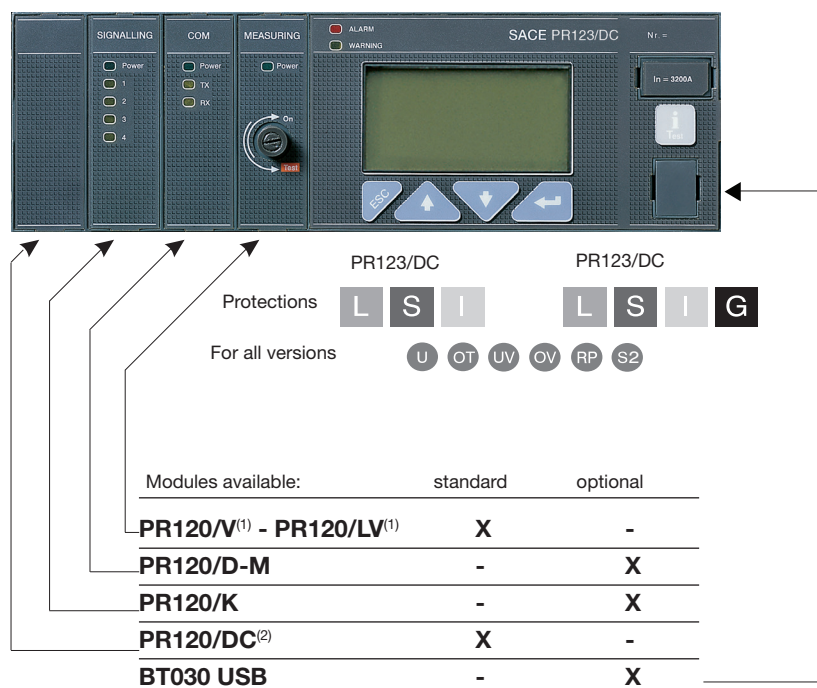 SIGNALLING COM MEASURING ALARM WARNING SACE PR123/DC Nr. =
Power Power Power In = 3200A
1 TX
2 RX
3 On
4 Test
i Test
ESC
PR123/DC PR123/DC
Protections L S I L S I G
For all versions U OT UV OV RP S2
Modules available: standard optional
PR120/V(1) - PR120/LV(1) X -
PR120/D-M - X
PR120/K - X
PR120/DC(2) X -
BT030 USB - X